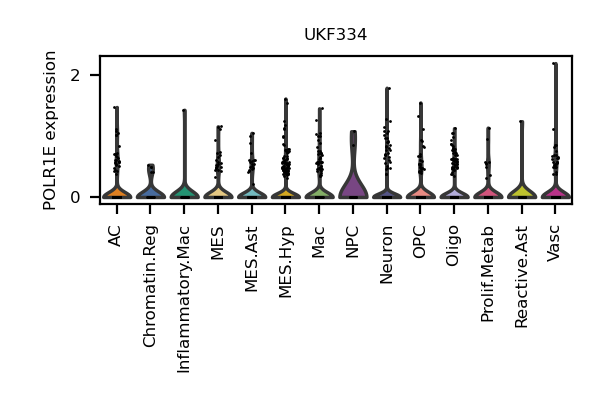 UKF334
POLR1E expression
2
0
AC
Chromatin.Reg
Inflammatory.Mac
MES
MES.Ast
MES.Hyp
Mac
NPC
Neuron
OPC
Oligo
Prolif.Metab
Reactive.Ast
Vasc